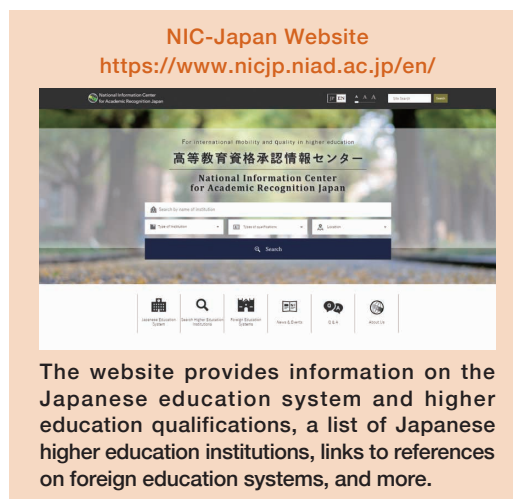 NIC-Japan Website
https://www.nicjp.niad.ac.jp/en/
National Information Center
for Academic Recognition Japan
JP EN A A A Site Search Search
For international mobility and quality in higher education
高等教育資格承認情報センター
National Information Center
for Academic Recognition Japan
Search by name of institution
Type of institution Types of qualifications Location
Search
Japanese Education
System
Search Higher Education
Institutions
Foreign Education
Systems
News & Events
Q & A
About Us
The website provides information on the
Japanese education system and higher
education qualifications, a list of Japanese
higher education institutions, links to references
on foreign education systems, and more.